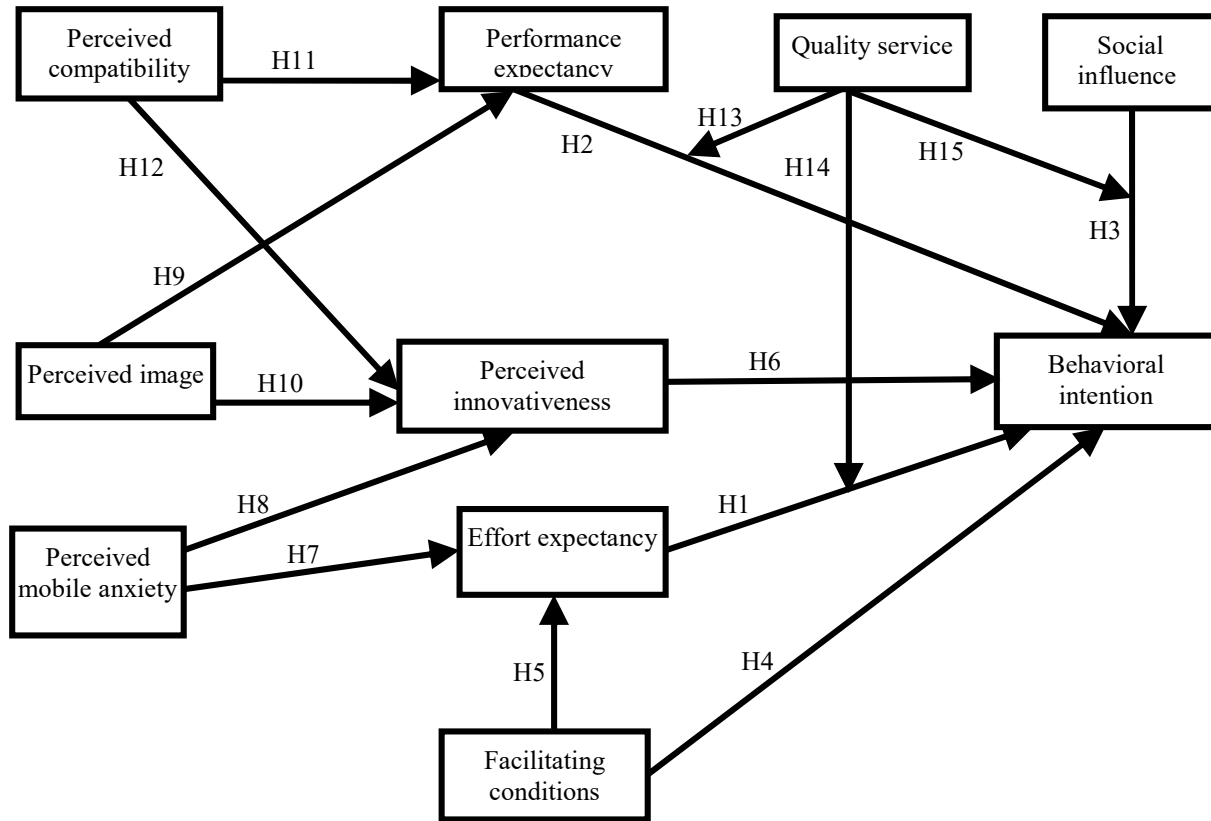 Perceived
compatibility
H11
Performance
expectancy
Quality service
Social
influence
H13
H2
H14
H15
H12
H3
H9
Perceived image
H10
Perceived
innovativeness
H6
Behavioral
intention
H8
H7
Perceived
mobile anxiety
Effort expectancy
H1
H5
H4
Facilitating
conditions